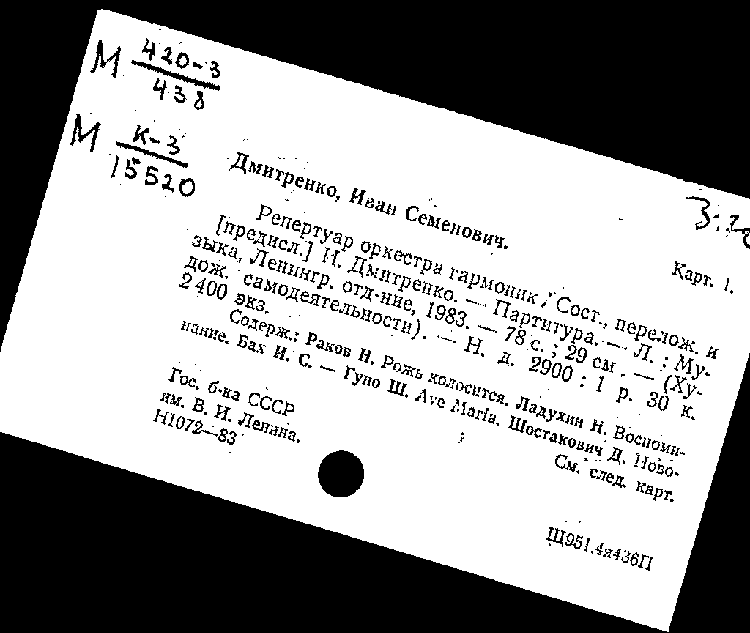 М 420-3
438
М К-3
15520
Дмитренко, Иван Семенович.
Карт. 1.
Репертуар оркестра гармоник / Сост., перелож. и
[предисл.] И. Дмитренко. — Партитура. — Л. : Му-
зыка, Ленингр. отд-ние, 1983. — 78 с. ; 29 см. — (Ху-
дож. самодеятельности). — Н. д. 2900 : 1 р. 30 к.
2400 экз.
Содерж.: Раков Н. Рожь колосится. Ладухин Н. Воспоми-
нание. Бах И. С. — Гуно Ш. Ave Maria. Шостакович Д. Ново-
См. след. карт.
Гос. б-ка СССР
им. В. И. Ленина.
Н1072—83
Щ951.4я436П